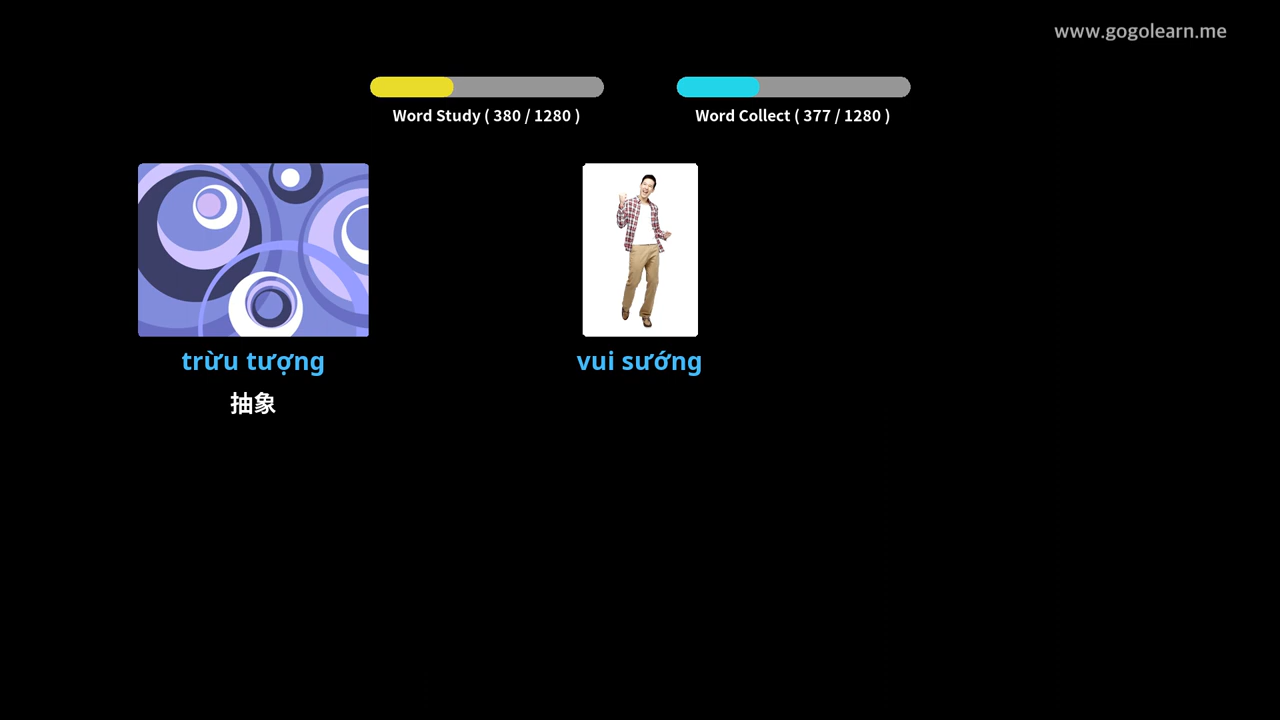 www.gogolearn.me
Word Study ( 380 / 1280 )
Word Collect ( 377 / 1280 )
trừu tượng
vui sướng
抽象